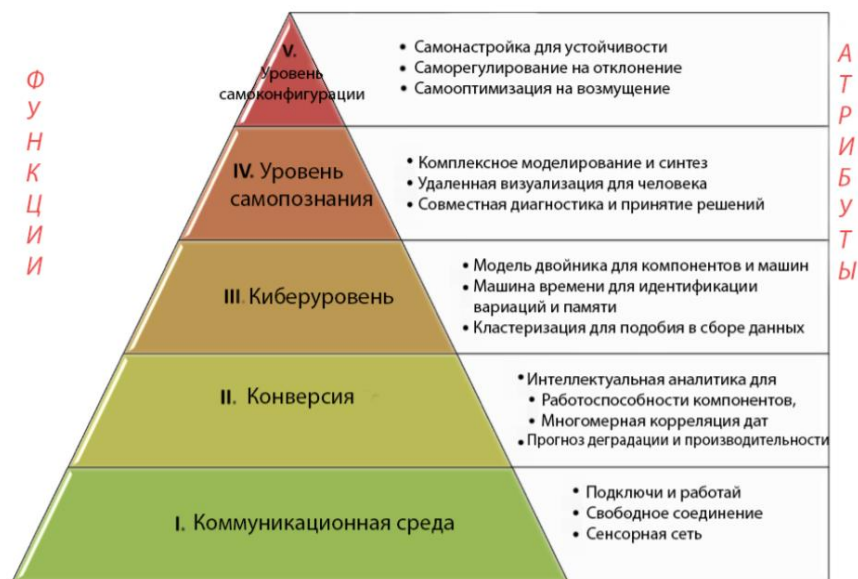 ФУНКЦИИ
АТРИБУТЫ
V.
Уровень
самоконфигурации
• Самонастройка для устойчивости
• Саморегулирование на отклонение
• Самооптимизация на возмущение
IV. Уровень
самопознания
• Комплексное моделирование и синтез
• Удаленная визуализация для человека
• Совместная диагностика и принятие решений
III. Киберуровень
• Модель двойника для компонентов и машин
• Машина времени для идентификации
вариаций и памяти
• Кластеризация для подобия в сборе данных
II. Конверсия
• Интеллектуальная аналитика для
• Работоспособности компонентов,
• Многомерная корреляция дат
• Прогноз деградации и производительности
I. Коммуникационная среда
• Подключи и работай
• Свободное соединение
• Сенсорная сеть